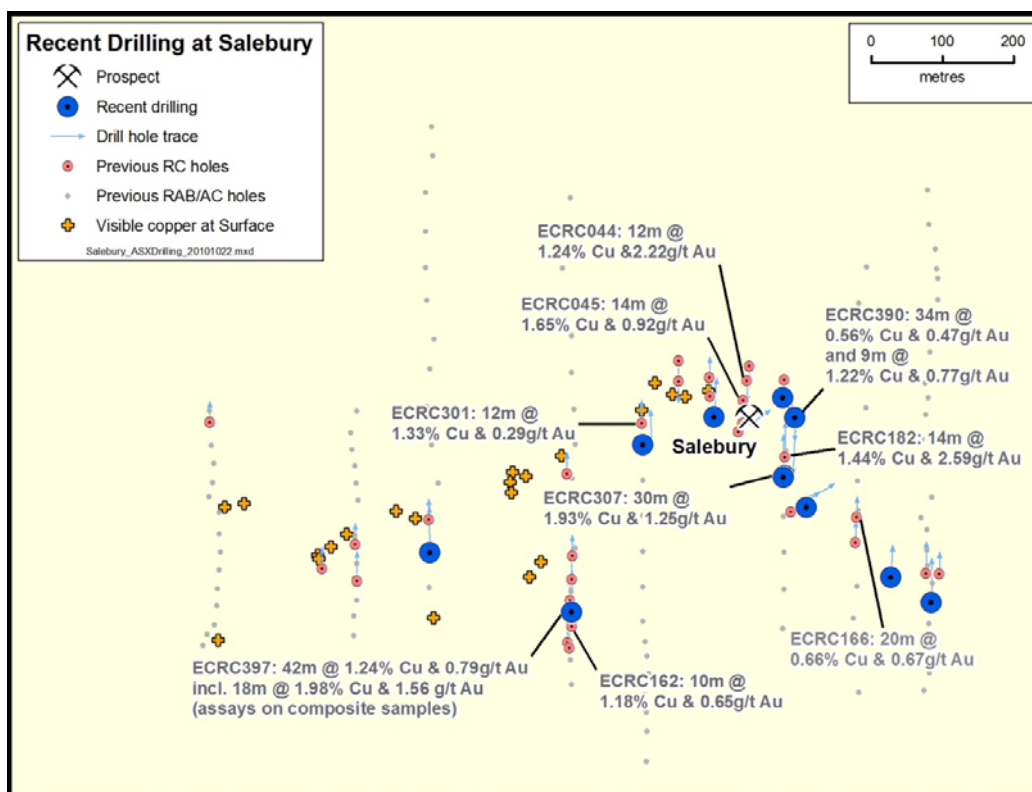 Recent Drilling at Salebury
Prospect
Recent drilling
Drill hole trace
Previous RC holes
Previous RAB/AC holes
Visible copper at Surface
Salebury_ASXDrilling_20101022.mxd
0 100 200
metres
ECRC044: 12m @
1.24% Cu &2.22g/t Au
ECRC045: 14m @
1.65% Cu & 0.92g/t Au
ECRC390: 34m @
0.56% Cu & 0.47g/t Au
and 9m @
1.22% Cu & 0.77g/t Au
ECRC301: 12m @
1.33% Cu & 0.29g/t Au
Salebury
ECRC182: 14m @
1.44% Cu & 2.59g/t Au
ECRC307: 30m @
1.93% Cu & 1.25g/t Au
ECRC166: 20m @
0.66% Cu & 0.67g/t Au
ECRC397: 42m @ 1.24% Cu & 0.79g/t Au
incl. 18m @ 1.98% Cu & 1.56 g/t Au
(assays on composite samples)
ECRC162: 10m @
1.18% Cu & 0.65g/t Au